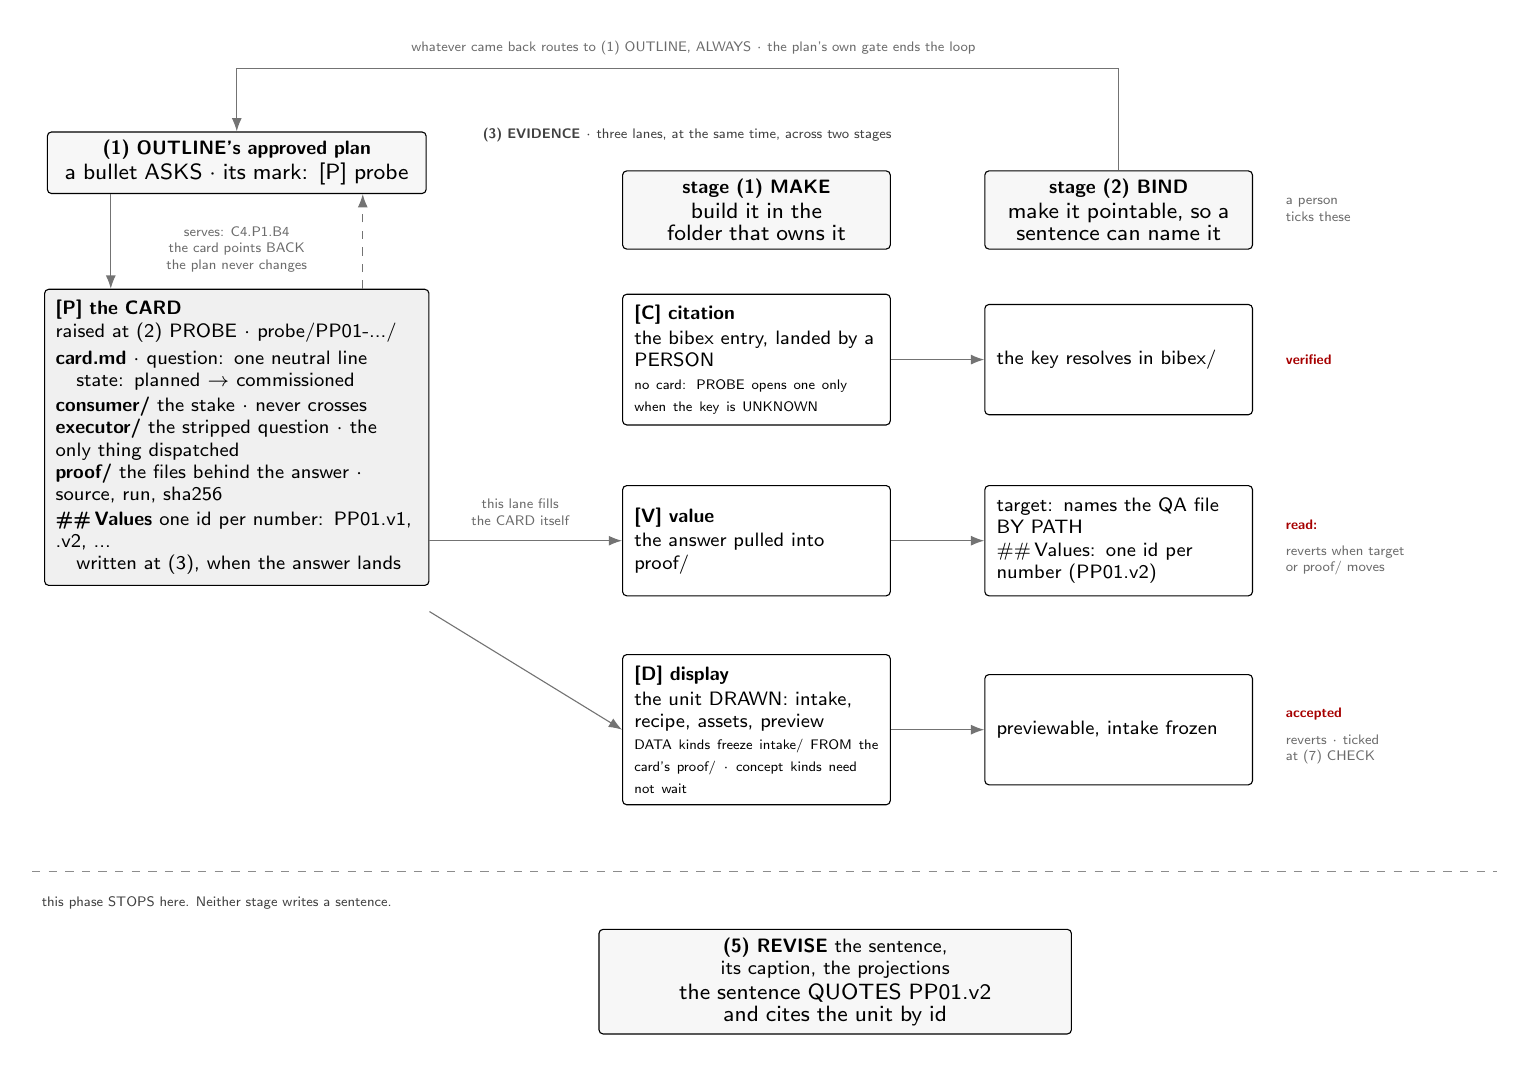 whatever came back routes to (1) OUTLINE, ALWAYS · the plan's own gate ends the loop
(1) OUTLINE's approved plan
a bullet ASKS · its mark: [P] probe
(3) EVIDENCE · three lanes, at the same time, across two stages
stage (1) MAKE
build it in the
folder that owns it
stage (2) BIND
make it pointable, so a
sentence can name it
a person
ticks these
serves: C4.P1.B4
the card points BACK
the plan never changes
[P] the CARD
raised at (2) PROBE · probe/PP01-.../
card.md · question: one neutral line
state: planned → commissioned
consumer/ the stake · never crosses
executor/ the stripped question · the
only thing dispatched
proof/ the files behind the answer ·
source, run, sha256
## Values one id per number: PP01.v1,
.v2, ...
written at (3), when the answer lands
[C] citation
the bibex entry, landed by a
PERSON
no card: PROBE opens one only
when the key is UNKNOWN
the key resolves in bibex/
verified
this lane fills
the CARD itself
[V] value
the answer pulled into
proof/
target: names the QA file
BY PATH
## Values: one id per
number (PP01.v2)
read:
reverts when target
or proof/ moves
[D] display
the unit DRAWN: intake,
recipe, assets, preview
DATA kinds freeze intake/ FROM the
card's proof/ · concept kinds need
not wait
previewable, intake frozen
accepted
reverts · ticked
at (7) CHECK
this phase STOPS here. Neither stage writes a sentence.
(5) REVISE the sentence,
its caption, the projections
the sentence QUOTES PP01.v2
and cites the unit by id